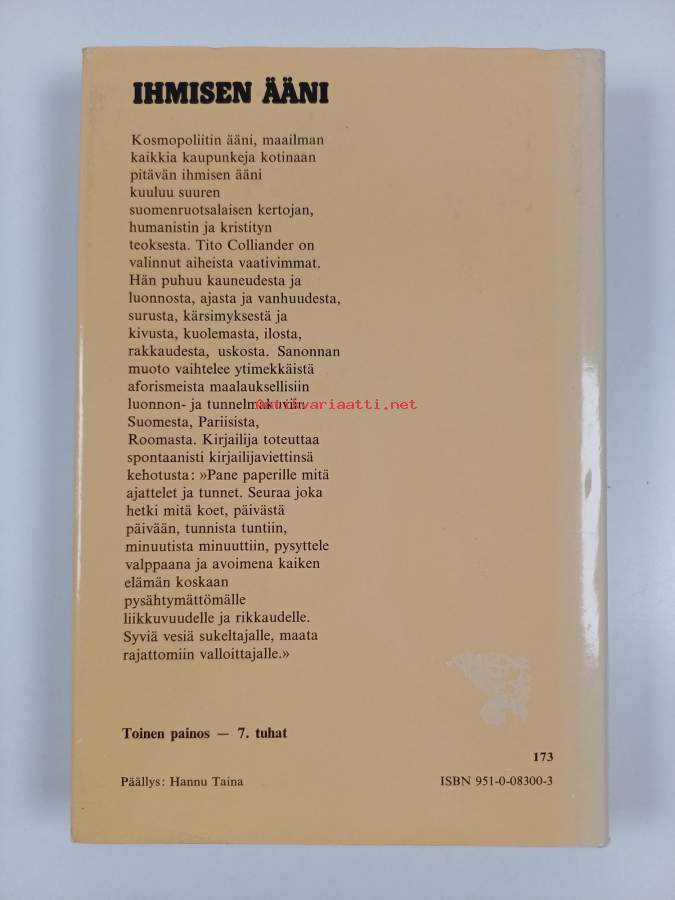 IHMISEN ÄÄNI
Kosmopoliitin ääni, maailman
kaikkia kaupunkeja kotinaan
pitävän ihmisen ääni
kuuluu suuren
suomenruotsalaisen kertojan,
humanistin ja kristityn
teoksesta. Tito Colliander on
valinnut aiheista vaativimmat.
Hän puhuu kauneudesta ja
luonnosta, ajasta ja vanhuudesta,
surusta, kärsimyksestä ja
kivusta, kuolemasta, ilosta,
rakkaudesta, uskosta. Sanonnan
muoto vaihtelee ytimekkäistä
aforismeista maalauksellisiin
luonnon- ja tunnelmakuviin
Antikvariaatti.net
Suomesta, Pariisista,
Roomasta. Kirjailija toteuttaa
spontaanisti kirjailijaviettinsä
kehotusta: »Pane paperille mitä
ajattelet ja tunnet. Seuraa joka
hetki mitä koet, päivästä
päivään, tunnista tuntiin,
minuutista minuuttiin, pysyttele
valppaana ja avoimena kaiken
elämän koskaan
pysähtymättömälle
liikkuvuudelle ja rikkaudelle.
Syviä vesiä sukeltajalle, maata
rajattomiin valloittajalle.»
Toinen painos — 7. tuhat
173
Päällys: Hannu Taina
ISBN 951-0-08300-3